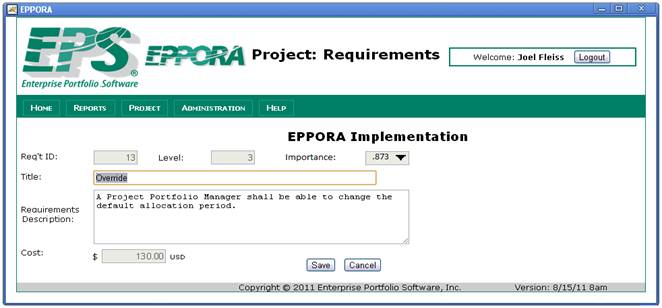 EPPORA
EPS
Enterprise Portfolio Software
EPPORA
Project: Requirements
Welcome: Joel Fleiss Logout
HOME REPORTS PROJECT ADMINISTRATION HELP
EPPORA Implementation
Req't ID: 13 Level: 3 Importance: .873
Title: Override
Requirements
Description:
A Project Portfolio Manager shall be able to change the
default allocation period.
Cost: $ 130.00 USD
Save Cancel
Copyright © 2011 Enterprise Portfolio Software, Inc. Version: 8/15/11 8am